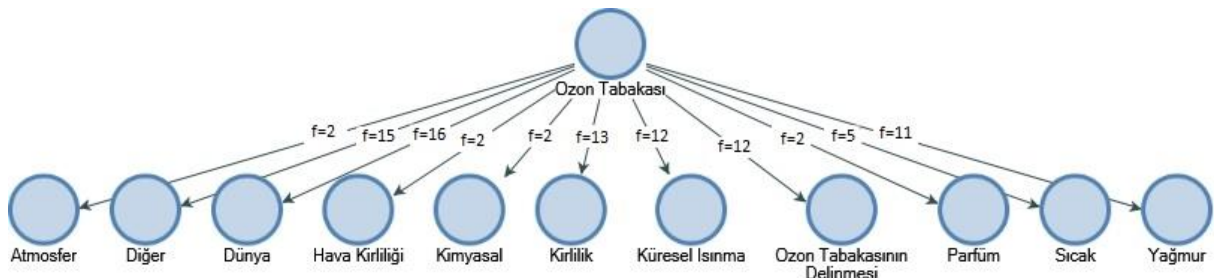 Ozon Tabakası
f=2
f=15
f=16
f=2
f=2
f=13
f=12
f=12
f=2
f=5
f=11
Atmosfer
Diğer
Dünya
Hava Kirliliği
Kimyasal
Kirlilik
Küresel Isınma
Ozon Tabakasının
Delinmesi
Parfüm
Sıcak
Yağmur